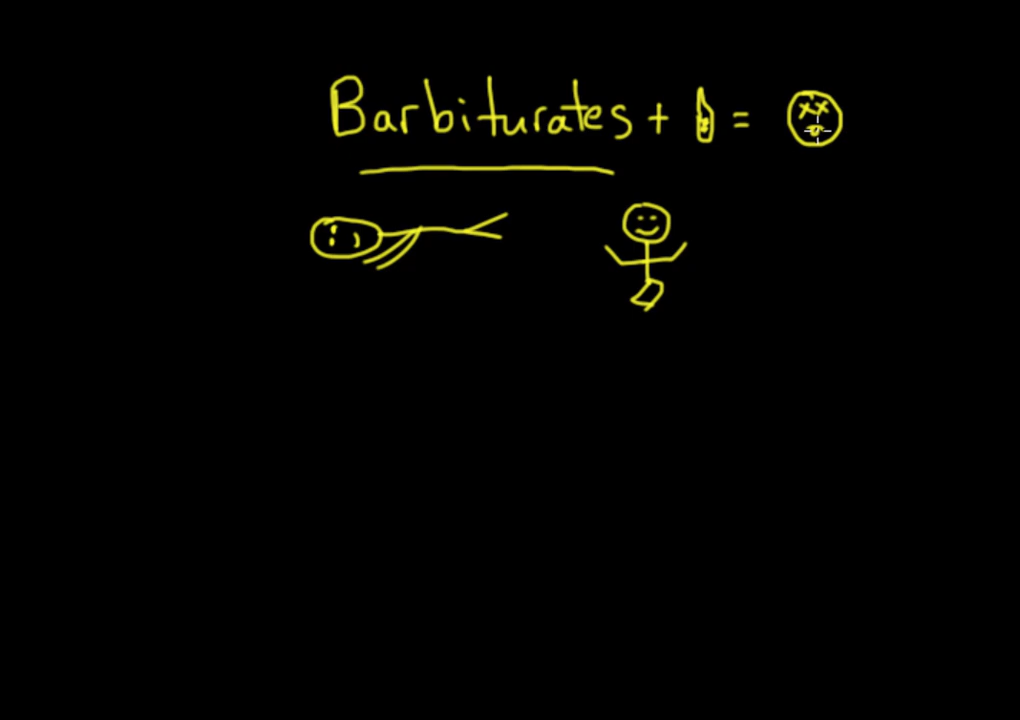 Barbiturates + =